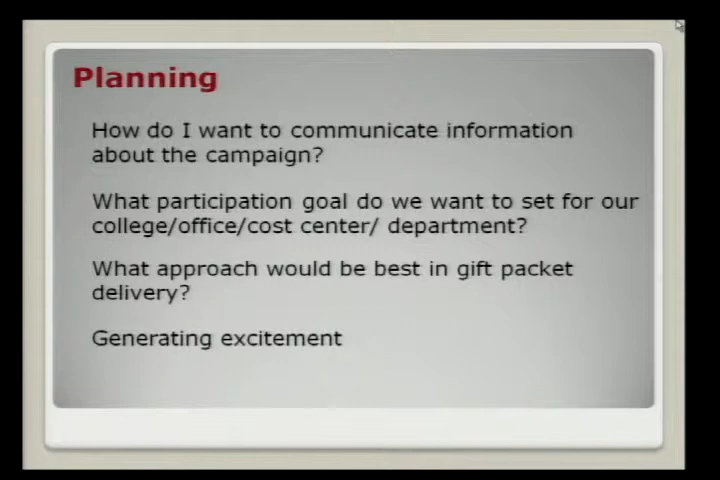 Planning
How do I want to communicate information
about the campaign?
What participation goal do we want to set for our
college/office/cost center/ department?
What approach would be best in gift packet
delivery?
Generating excitement